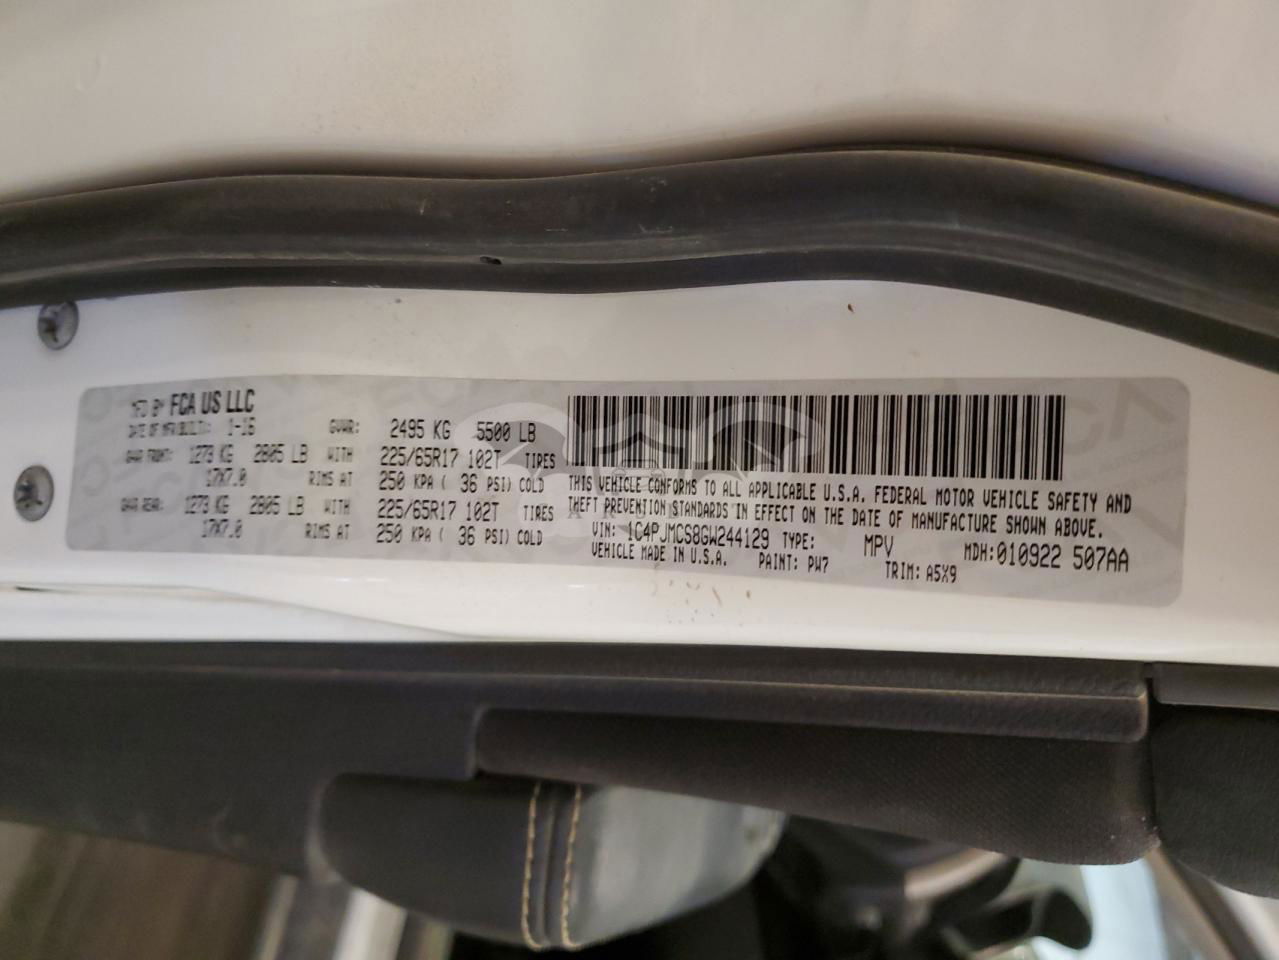 MFD BY FCA US LLC
DATE OF MFR/BUILT: 1-16 GVWR: 2495 KG 5500 LB
GAWR FRONT: 1273 KG 2805 LB WITH 225/65R17 102T TIRES
17X7.0 RIMS AT 250 KPA ( 36 PSI) COLD
GAWR REAR: 1273 KG 2805 LB WITH 225/65R17 102T TIRES
17X7.0 RIMS AT 250 KPA ( 36 PSI) COLD
THIS VEHICLE CONFORMS TO ALL APPLICABLE U.S.A. FEDERAL MOTOR VEHICLE SAFETY AND
THEFT PREVENTION STANDARDS IN EFFECT ON THE DATE OF MANUFACTURE SHOWN ABOVE.
VIN: 1C4PJMCS8GW244129 TYPE: MPV MDH:010922 507AA
VEHICLE MADE IN U.S.A. PAINT: PW7 TRIM: A5X9